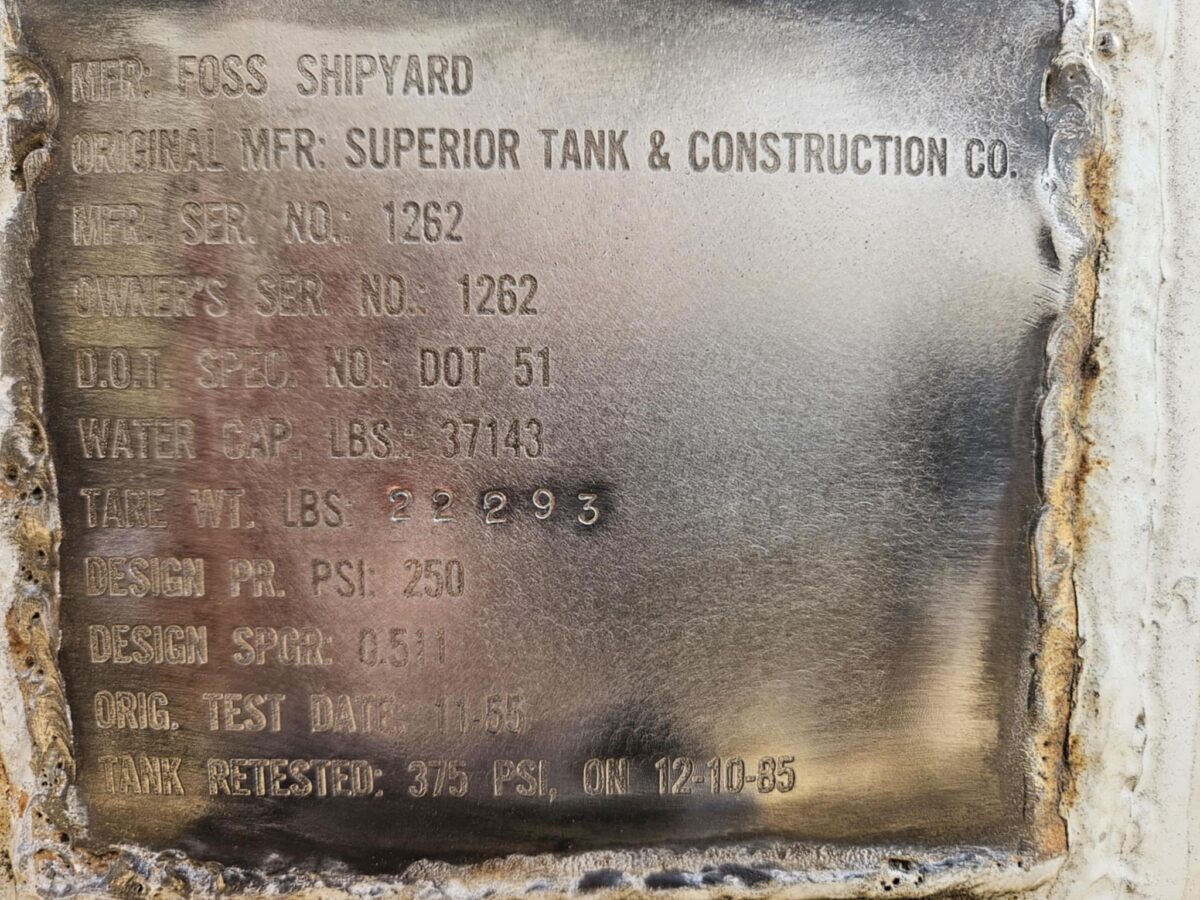 MFR: FOSS SHIPYARD
ORIGINAL MFR: SUPERIOR TANK & CONSTRUCTION CO.
MFR. SER. NO.: 1262
OWNER'S SER. NO.: 1262
D.O.T. SPEC. NO.: DOT 51
WATER CAP. LBS.: 37143
TARE WT. LBS: 22293
DESIGN PR. PSI: 250
DESIGN SPGR: 0.511
ORIG. TEST DATE: 11-55
TANK RETESTED: 375 PSI, ON 12-10-85